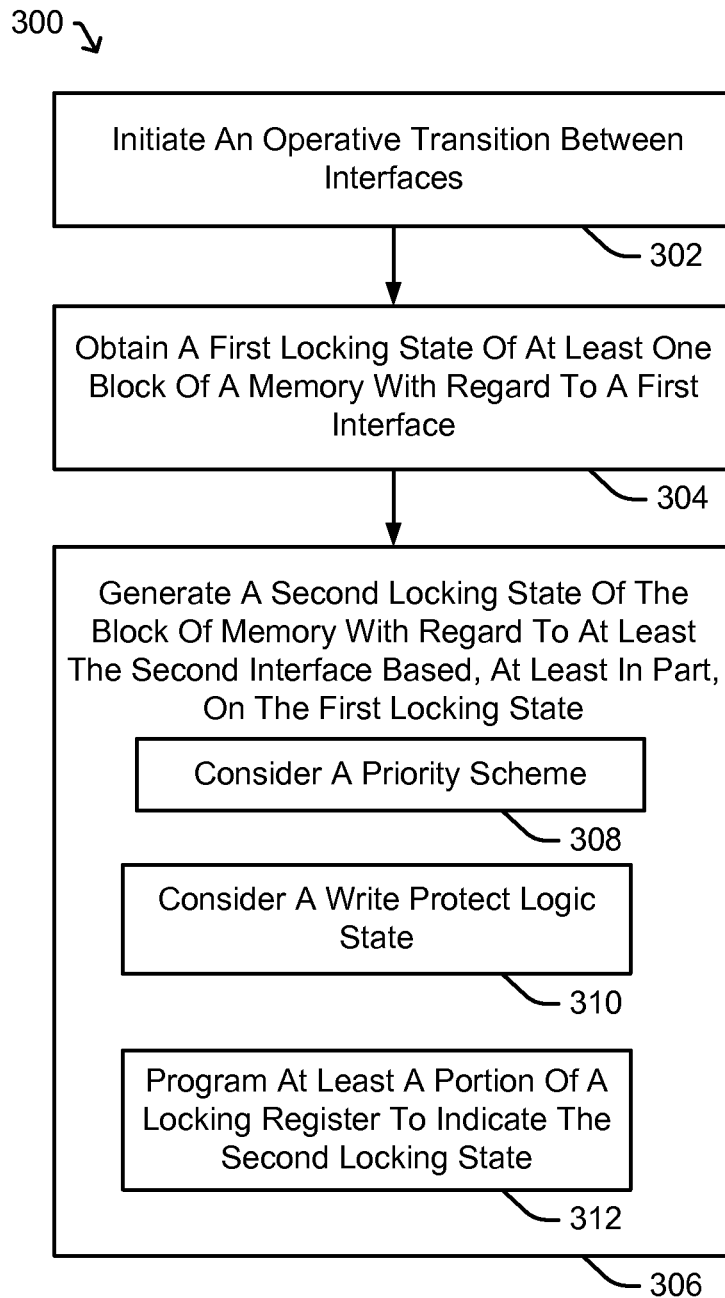 300
Initiate An Operative Transition Between
Interfaces
302
Obtain A First Locking State Of At Least One
Block Of A Memory With Regard To A First
Interface
304
Generate A Second Locking State Of The
Block Of Memory With Regard To At Least
The Second Interface Based, At Least In Part,
On The First Locking State
Consider A Priority Scheme
308
Consider A Write Protect Logic
State
310
Program At Least A Portion Of A
Locking Register To Indicate The
Second Locking State
312
306